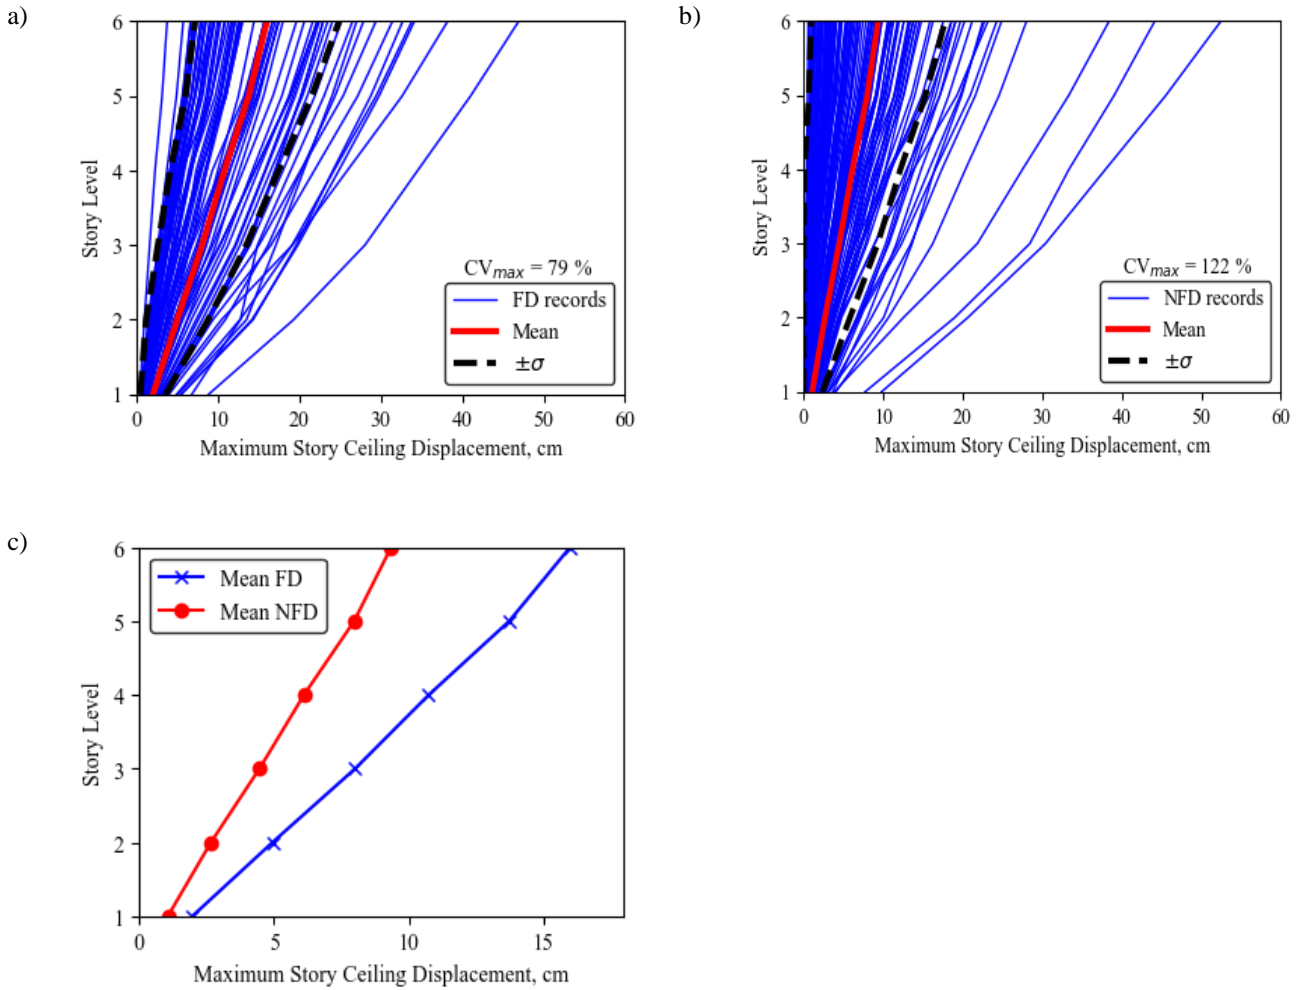 a)
6
5
4
3
2
1
Story Level
CVmax = 79 %
FD records
Mean
±σ
0 10 20 30 40 50 60
Maximum Story Ceiling Displacement, cm
b)
6
5
4
3
2
1
Story Level
CVmax = 122 %
NFD records
Mean
±σ
0 10 20 30 40 50 60
Maximum Story Ceiling Displacement, cm
c)
6
5
4
3
2
1
Story Level
Mean FD
Mean NFD
0 5 10 15
Maximum Story Ceiling Displacement, cm